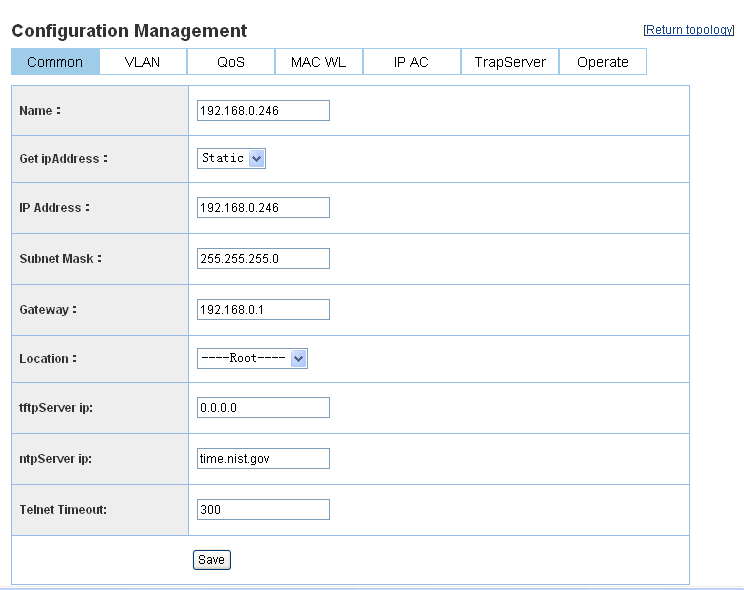 Configuration Management
[Return topology]
Common VLAN QoS MAC WL IP AC TrapServer Operate
Name : 192.168.0.246
Get ipAddress : Static
IP Address : 192.168.0.246
Subnet Mask : 255.255.255.0
Gateway : 192.168.0.1
Location : ----Root----
tftpServer ip: 0.0.0.0
ntpServer ip: time.nist.gov
Telnet Timeout: 300
Save